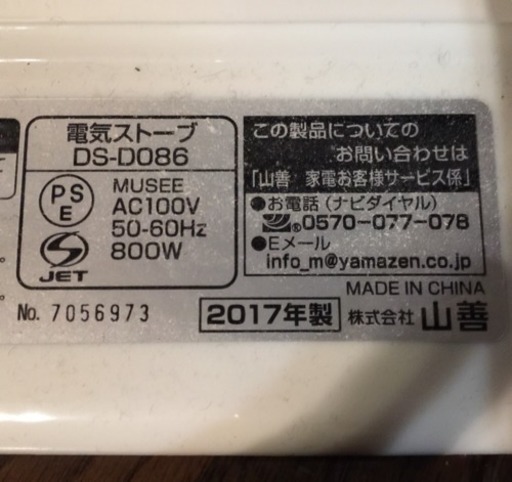 電気ストーブ
DS-D086
PS
E
MUSEE
AC100V
50-60Hz
800W
JET
この製品についての
お問い合わせは
「山善 家電お客様サービス係」
●お電話（ナビダイヤル）
0570-077-078
●Eメール
info_m@yamazen.co.jp
MADE IN CHINA
No. 7056973
2017年製
株式会社 山善